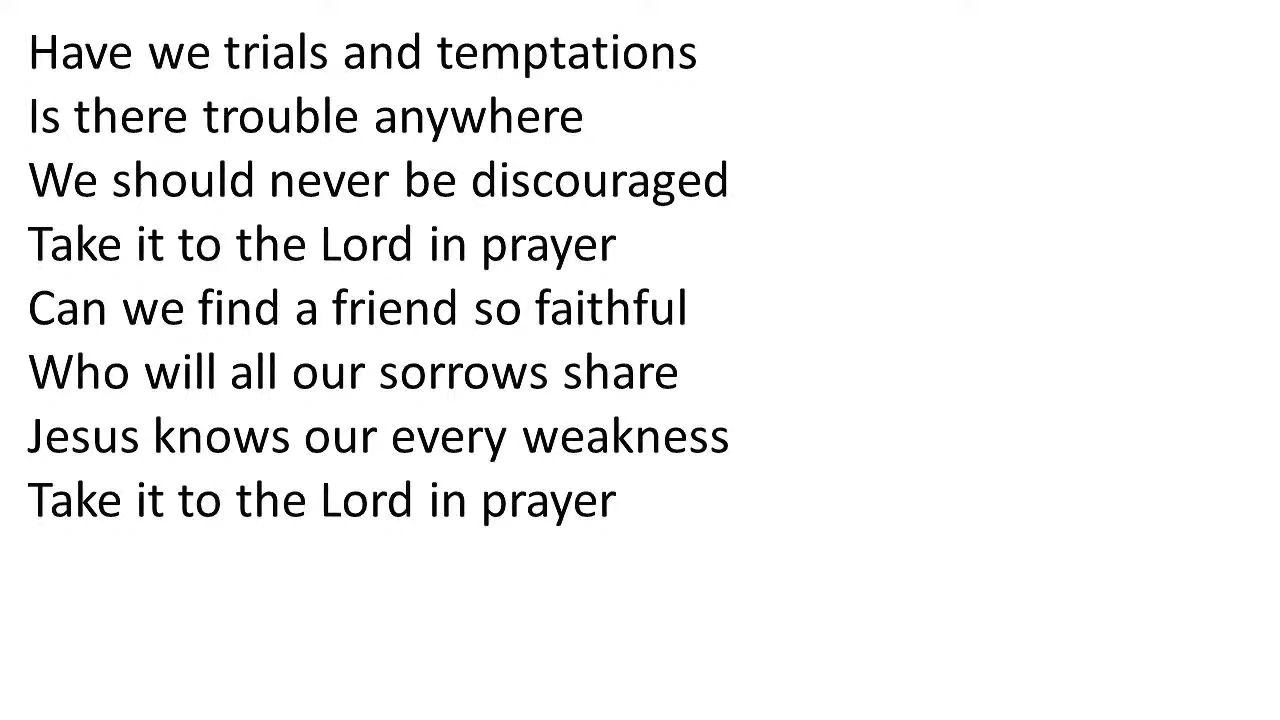 Have we trials and temptations
Is there trouble anywhere
We should never be discouraged
Take it to the Lord in prayer
Can we find a friend so faithful
Who will all our sorrows share
Jesus knows our every weakness
Take it to the Lord in prayer